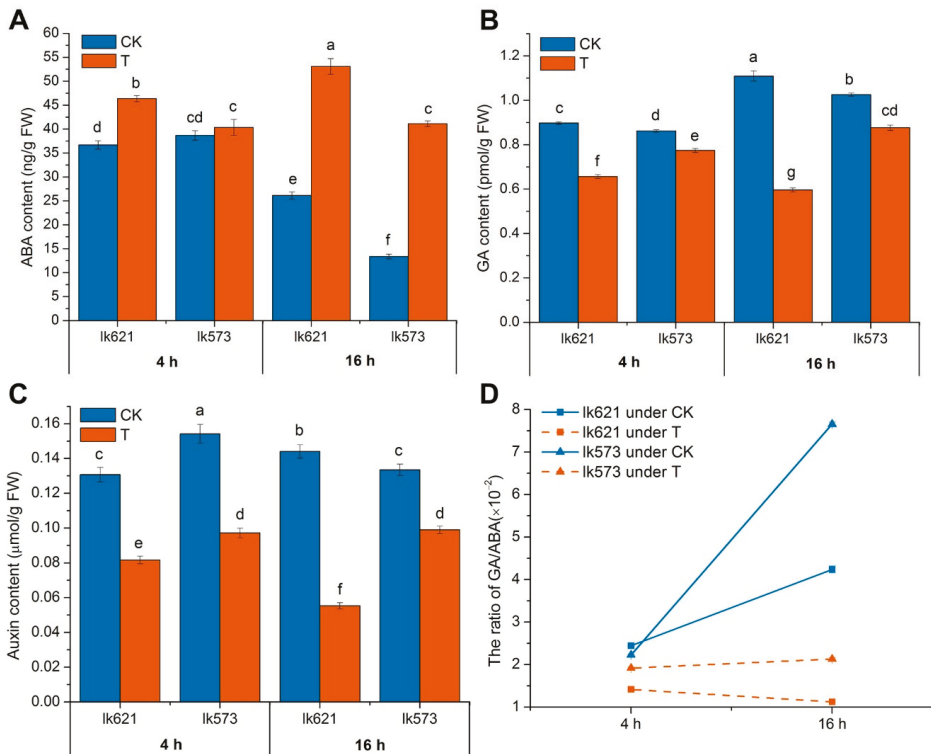 A
ABA content (ng/g FW)
60
55
50
45
40
35
30
25
20
15
10
5
0
CK
T
d
b
cd
c
e
a
f
c
lk621
lk573
lk621
lk573
4 h
16 h
B
GA content (pmol/g FW)
1.2
1.0
0.8
0.6
0.4
0.2
0.0
CK
T
c
f
d
e
a
g
b
cd
lk621
lk573
lk621
lk573
4 h
16 h
C
Auxin content (μmol/g FW)
0.16
0.14
0.12
0.10
0.08
0.06
0.04
0.02
0.00
CK
T
c
e
a
d
b
f
c
d
lk621
lk573
lk621
lk573
4 h
16 h
D
The ratio of GA/ABA(×10⁻²)
8
7
5
4
2
2
1
lk621 under CK
lk621 under T
lk573 under CK
lk573 under T
4 h
16 h